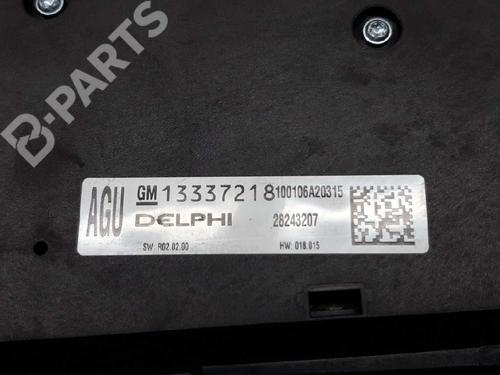 B-PARTS
AGU GM 13337218 100106A20315
DELPHI 28243207
SW: R02.02.00 HW: 018.015